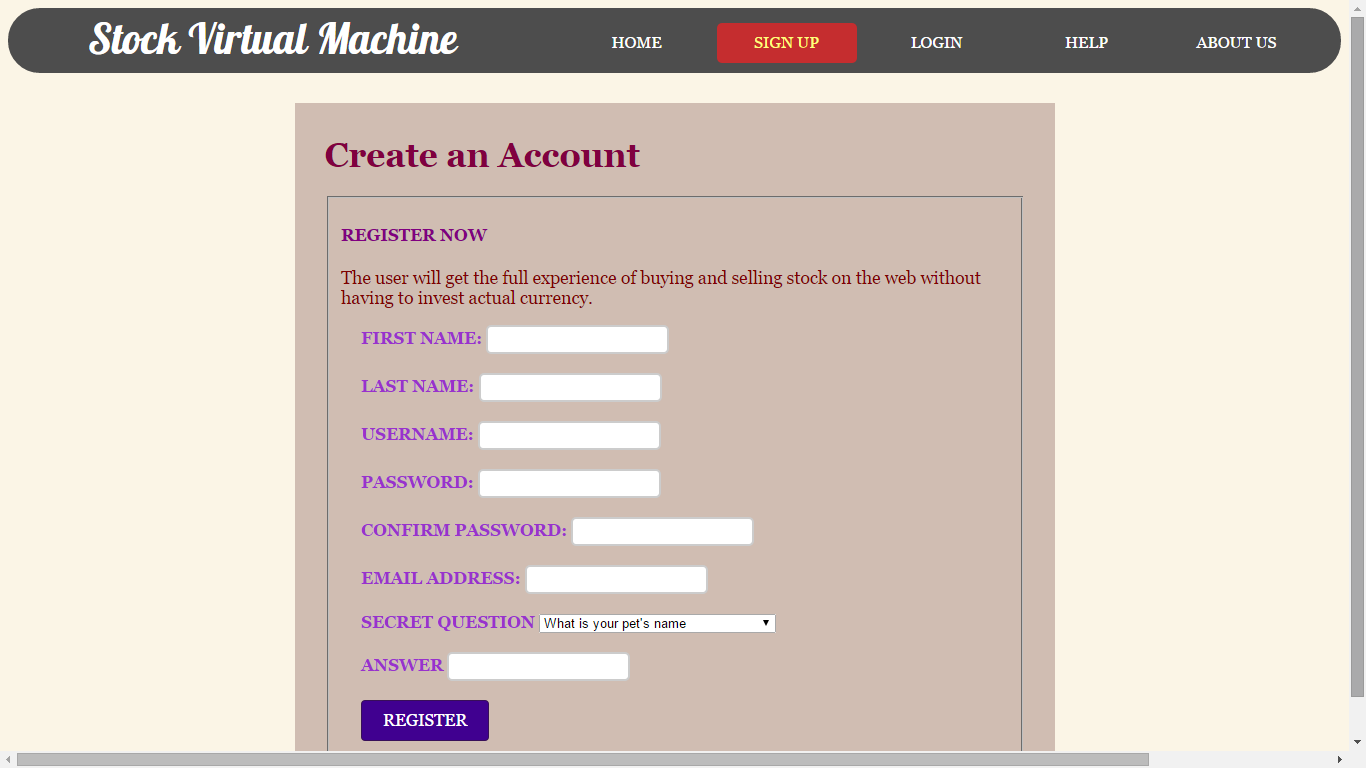 Stock Virtual Machine
HOME
SIGN UP
LOGIN
HELP
ABOUT US
Create an Account
REGISTER NOW
The user will get the full experience of buying and selling stock on the web without
having to invest actual currency.
FIRST NAME:
LAST NAME:
USERNAME:
PASSWORD:
CONFIRM PASSWORD:
EMAIL ADDRESS:
SECRET QUESTION What is your pet's name
ANSWER
REGISTER